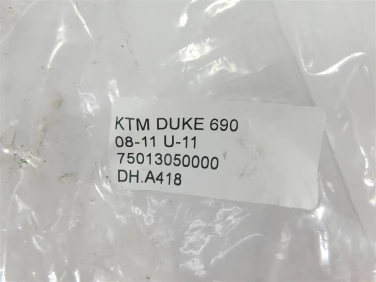 KTM DUKE 690
08-11 U-11
75013050000
DH.A418